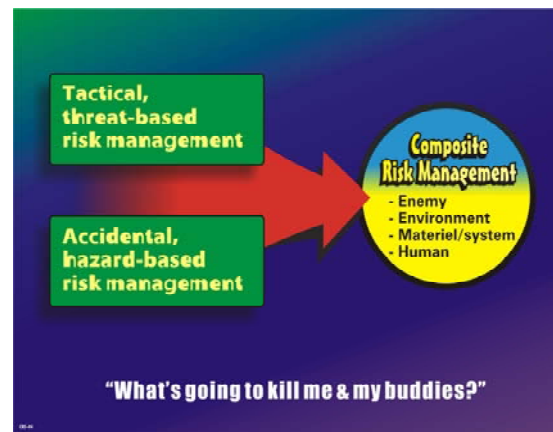 Tactical,
threat-based
risk management
Accidental,
hazard-based
risk management
Composite
Risk Management
- Enemy
- Environment
- Materiel/system
- Human
"What's going to kill me & my buddies?"